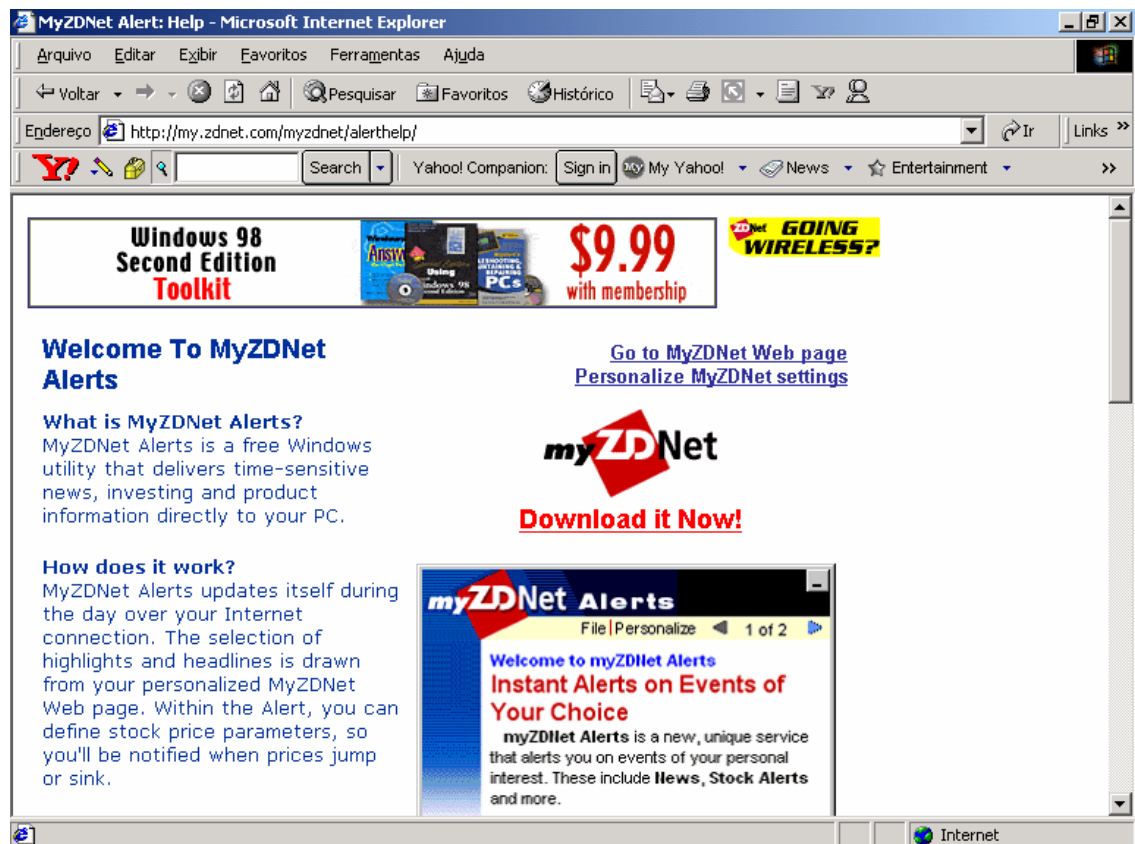 MyZDNet Alert: Help - Microsoft Internet Explorer
Arquivo Editar Exibir Favoritos Ferramentas Ajuda
Voltar Pesquisar Favoritos Histórico
Endereço http://my.zdnet.com/myzdnet/alerthelp/ Ir Links
Y! Search Yahoo! Companion: Sign in My My Yahoo! News Entertainment
Windows 98
Second Edition
Toolkit
Answ
Using
Windows 98
PCs
$9.99
with membership
ZDNet GOING
WIRELESS?
Welcome To MyZDNet
Alerts
Go to MyZDNet Web page
Personalize MyZDNet settings
What is MyZDNet Alerts?
MyZDNet Alerts is a free Windows
utility that delivers time-sensitive
news, investing and product
information directly to your PC.
myZDNet
Download it Now!
How does it work?
MyZDNet Alerts updates itself during
the day over your Internet
connection. The selection of
highlights and headlines is drawn
from your personalized MyZDNet
Web page. Within the Alert, you can
define stock price parameters, so
you'll be notified when prices jump
or sink.
myZDNet Alerts
File|Personalize 1 of 2
Welcome to myZDNet Alerts
Instant Alerts on Events of
Your Choice
myZDNet Alerts is a new, unique service
that alerts you on events of your personal
interest. These include News, Stock Alerts
and more.
Internet